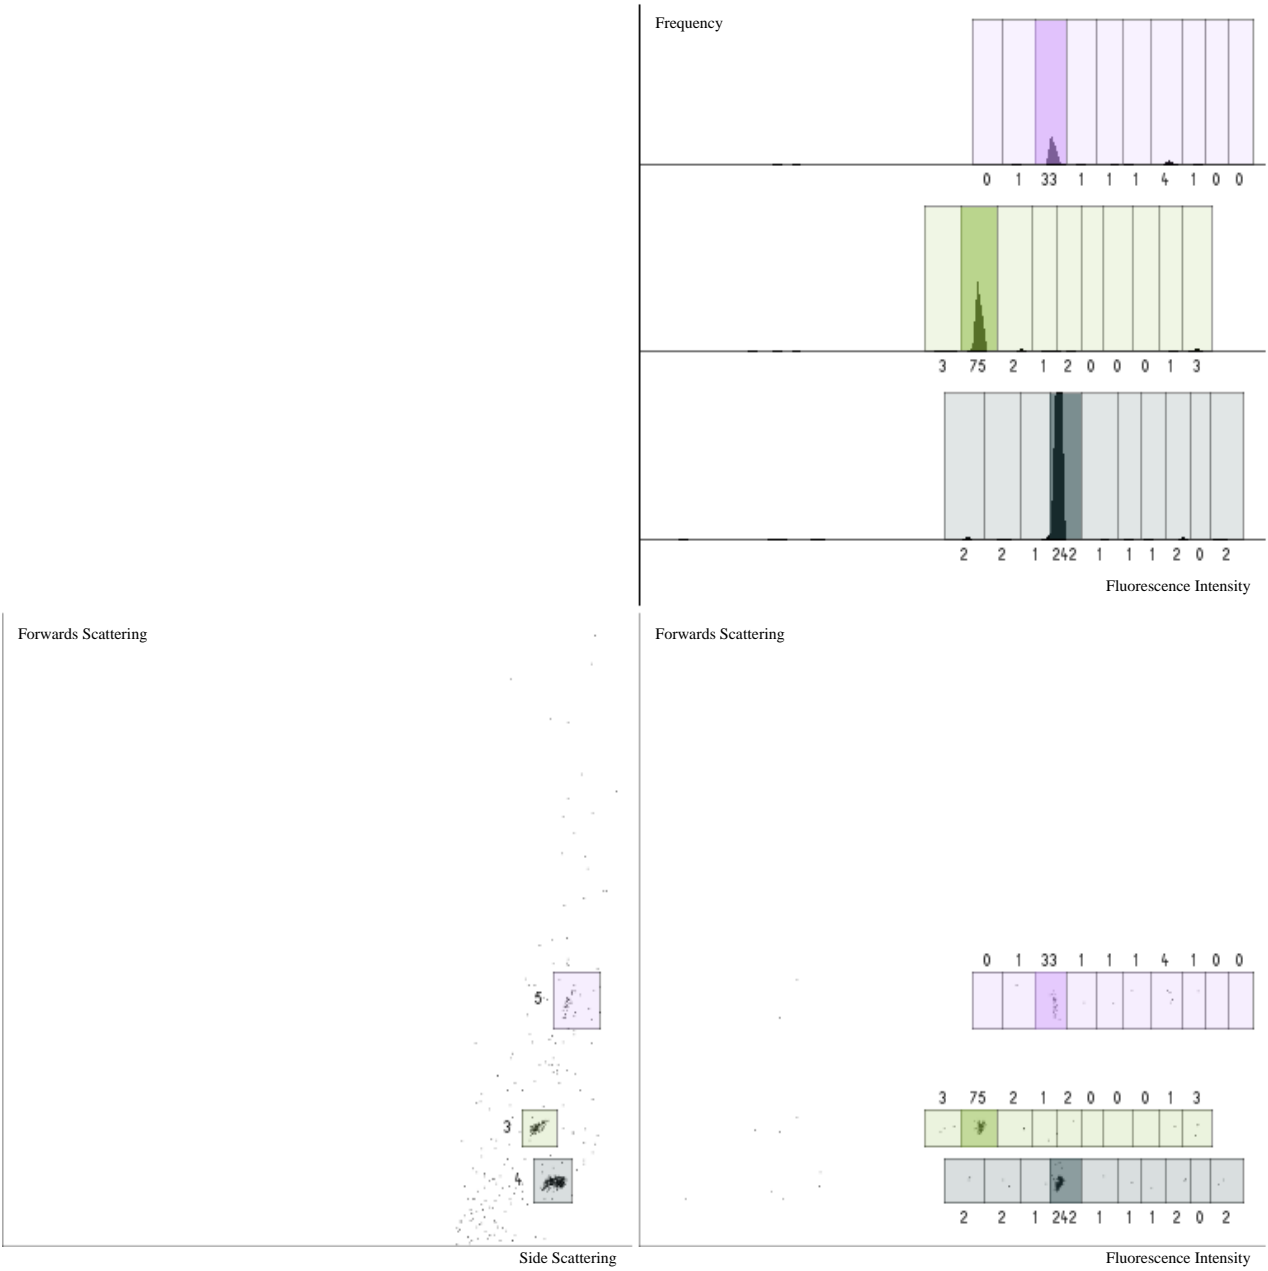 Frequency
0 1 33 1 1 1 4 1 0 0
3 75 2 1 2 0 0 0 1 3
2 2 1 242 1 1 1 2 0 2
Fluorescence Intensity
Forwards Scattering
5
3
4
Side Scattering
Forwards Scattering
0 1 33 1 1 1 4 1 0 0
3 75 2 1 2 0 0 0 1 3
2 2 1 242 1 1 1 2 0 2
Fluorescence Intensity